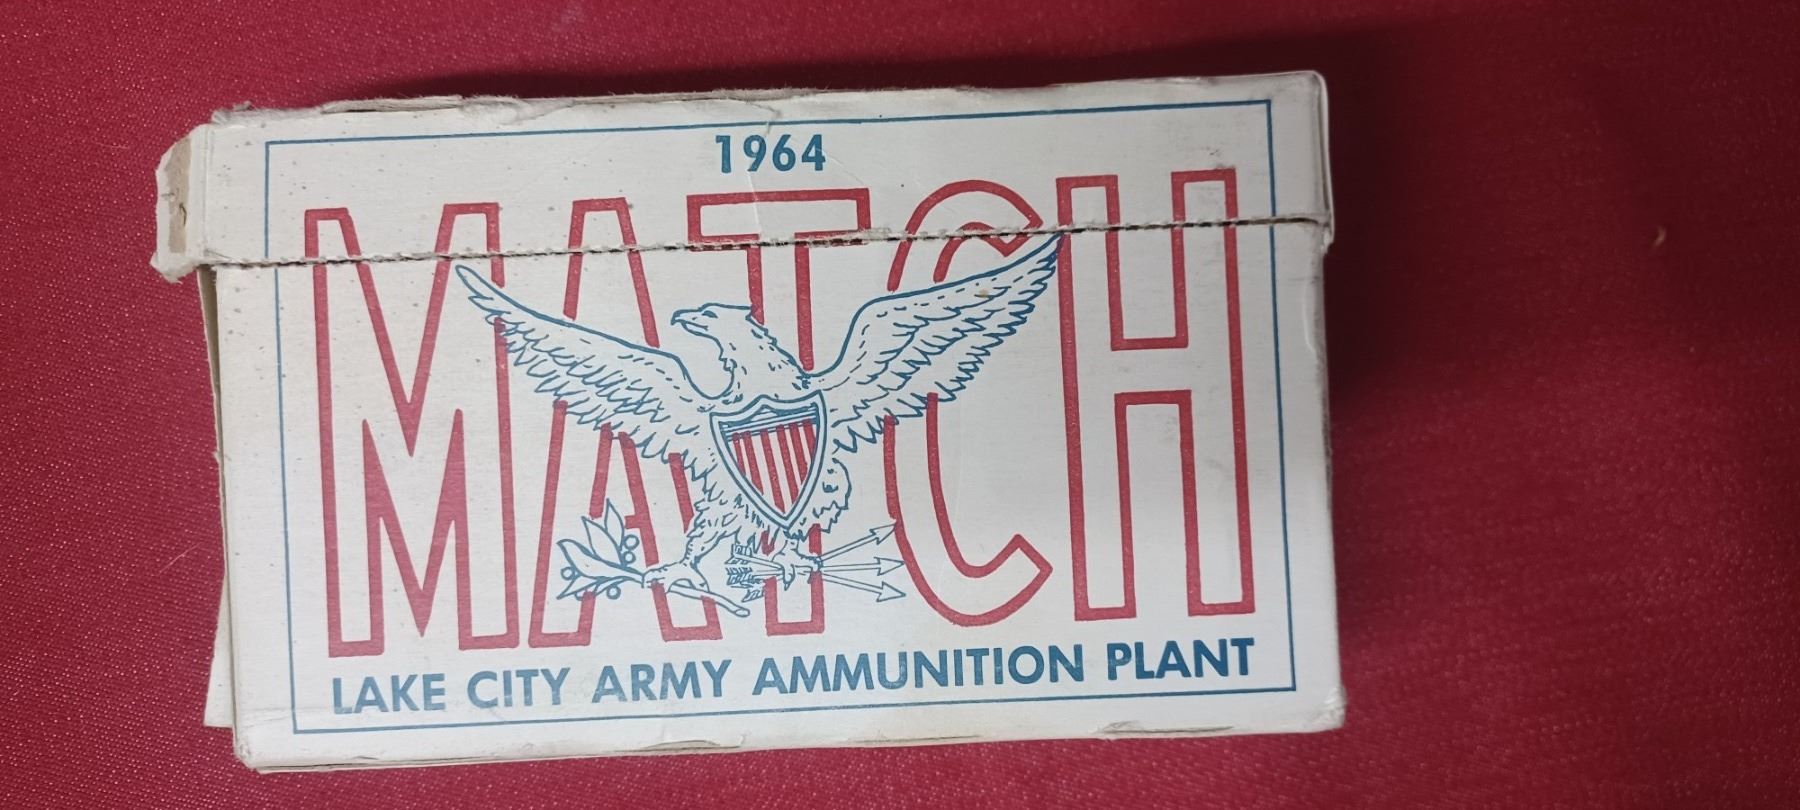 1964
MATCH
LAKE CITY ARMY AMMUNITION PLANT